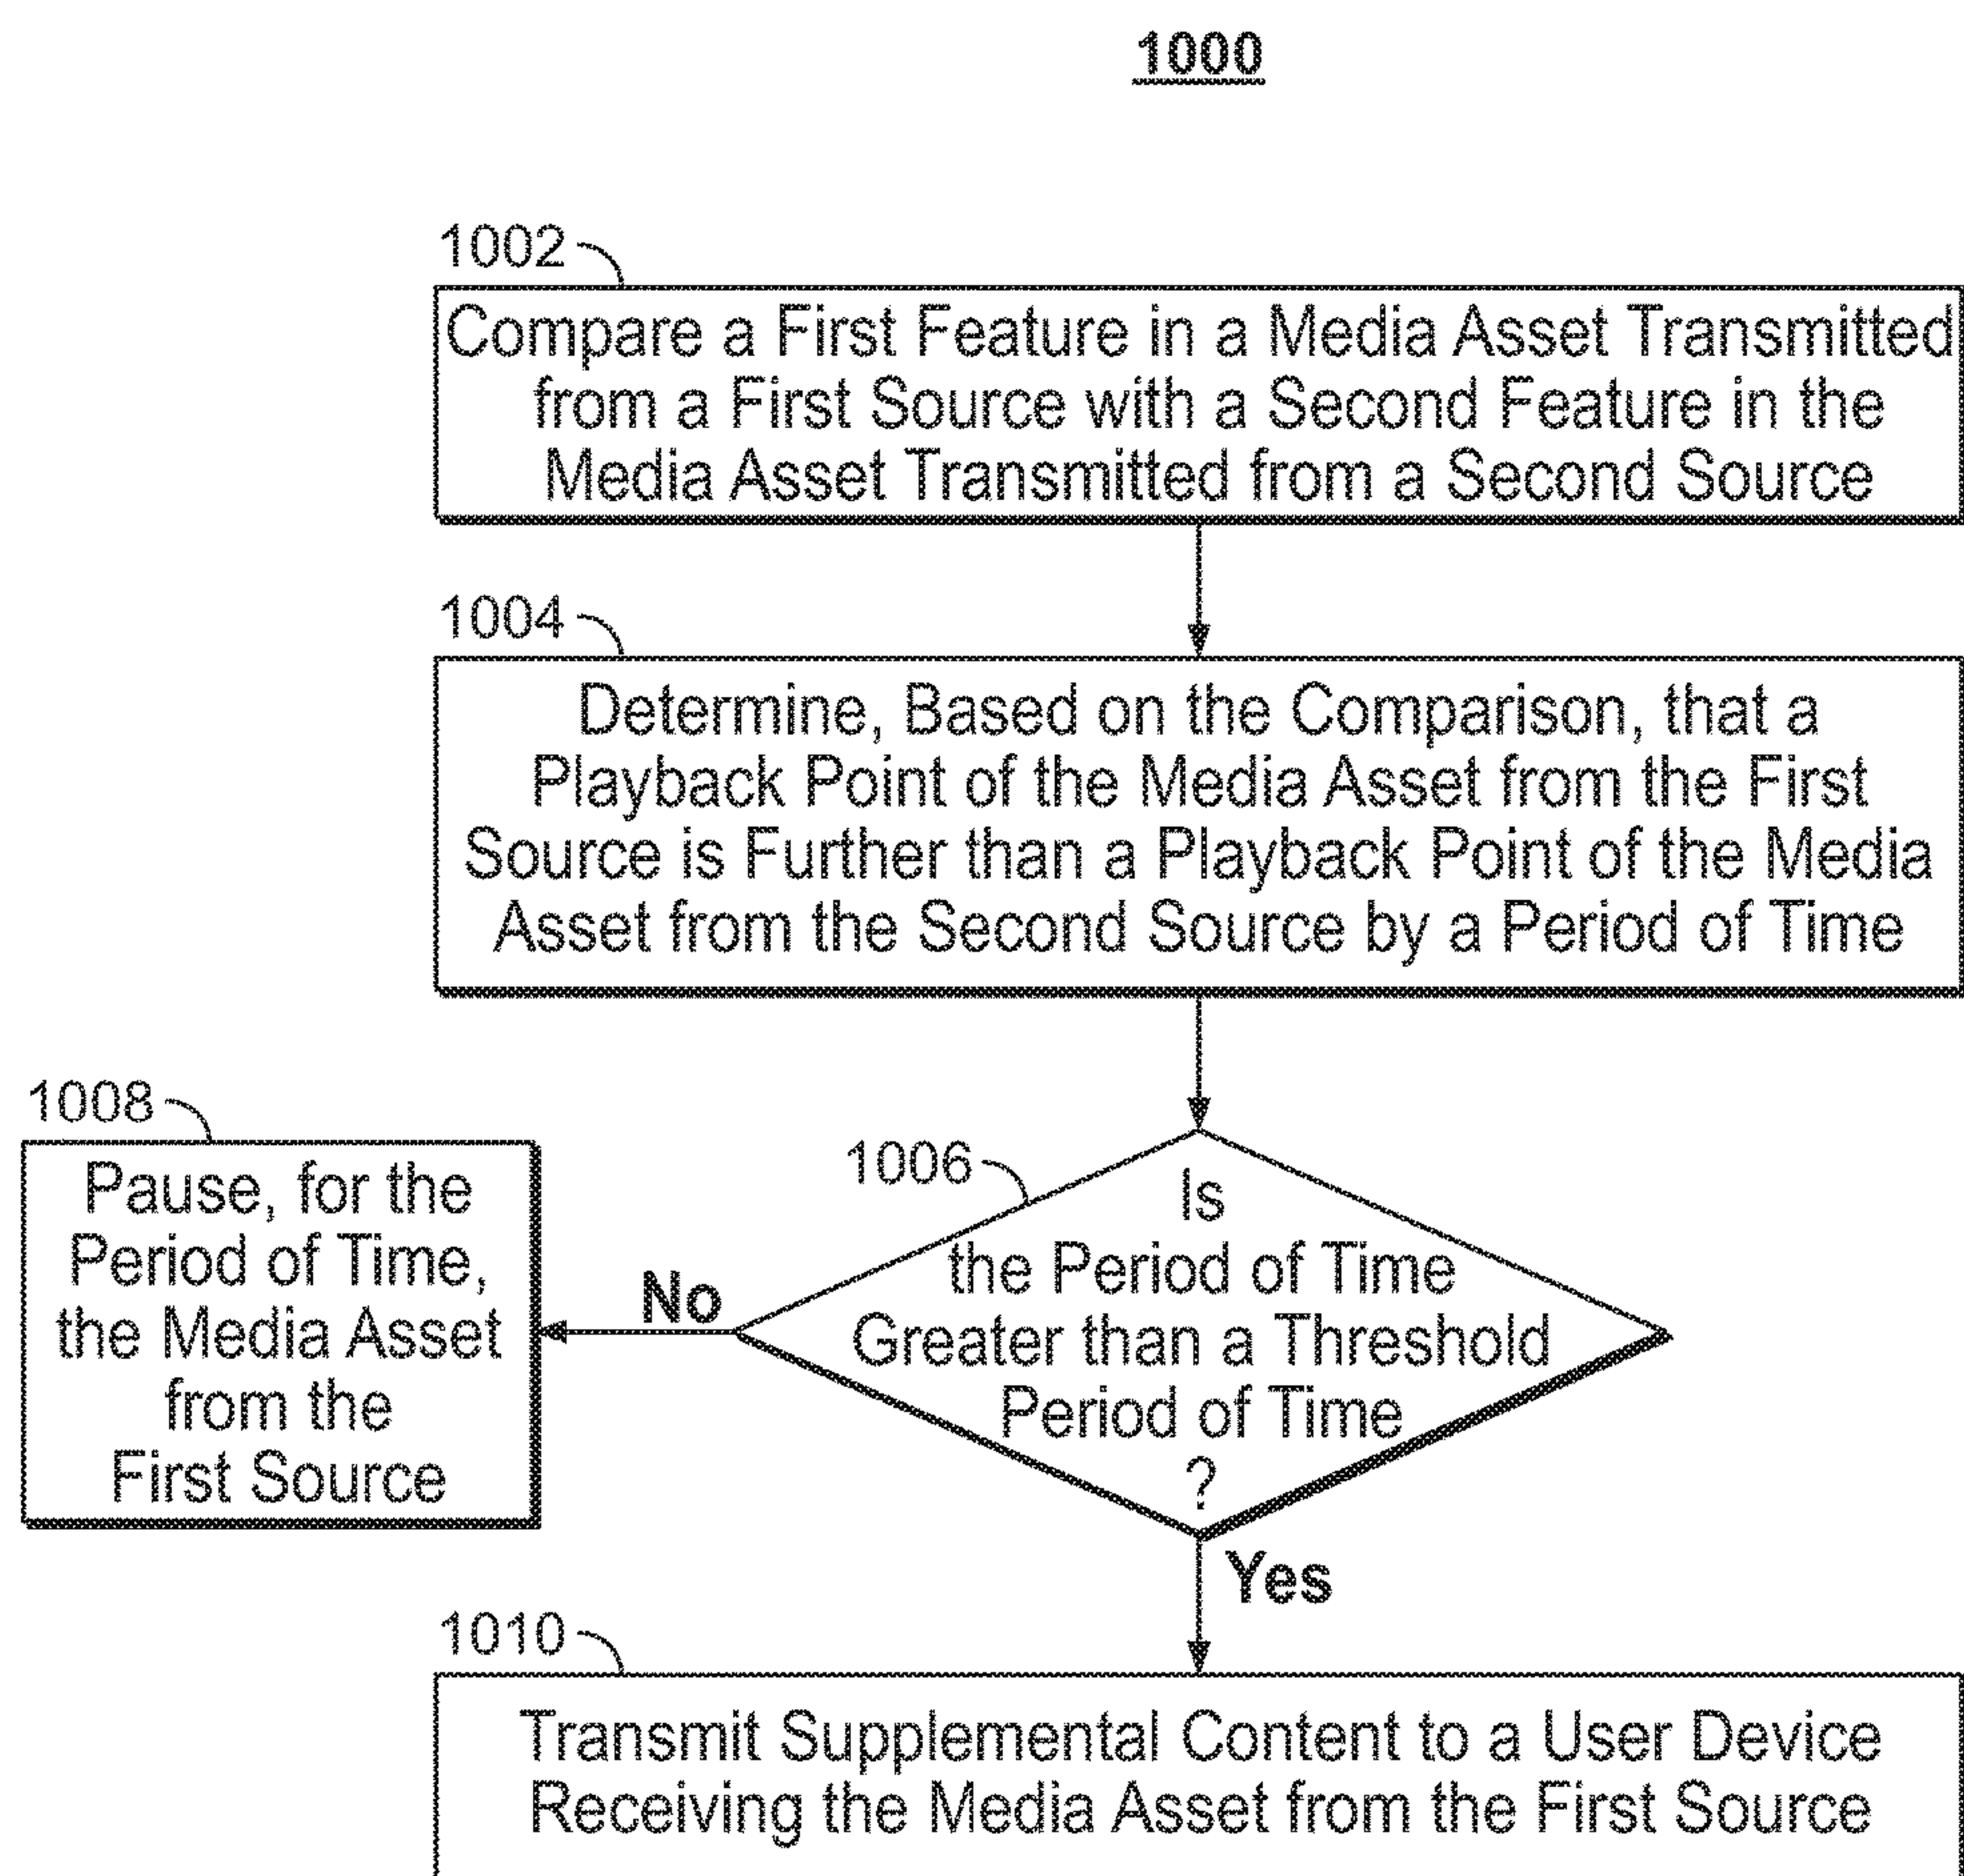 1000
1002
Compare a First Feature in a Media Asset Transmitted
from a First Source with a Second Feature in the
Media Asset Transmitted from a Second Source
1004
Determine, Based on the Comparison, that a
Playback Point of the Media Asset from the First
Source is Further than a Playback Point of the Media
Asset from the Second Source by a Period of Time
1006
Is
the Period of Time
Greater than a Threshold
Period of Time
?
No
1008
Pause, for the
Period of Time,
the Media Asset
from the
First Source
Yes
1010
Transmit Supplemental Content to a User Device
Receiving the Media Asset from the First Source